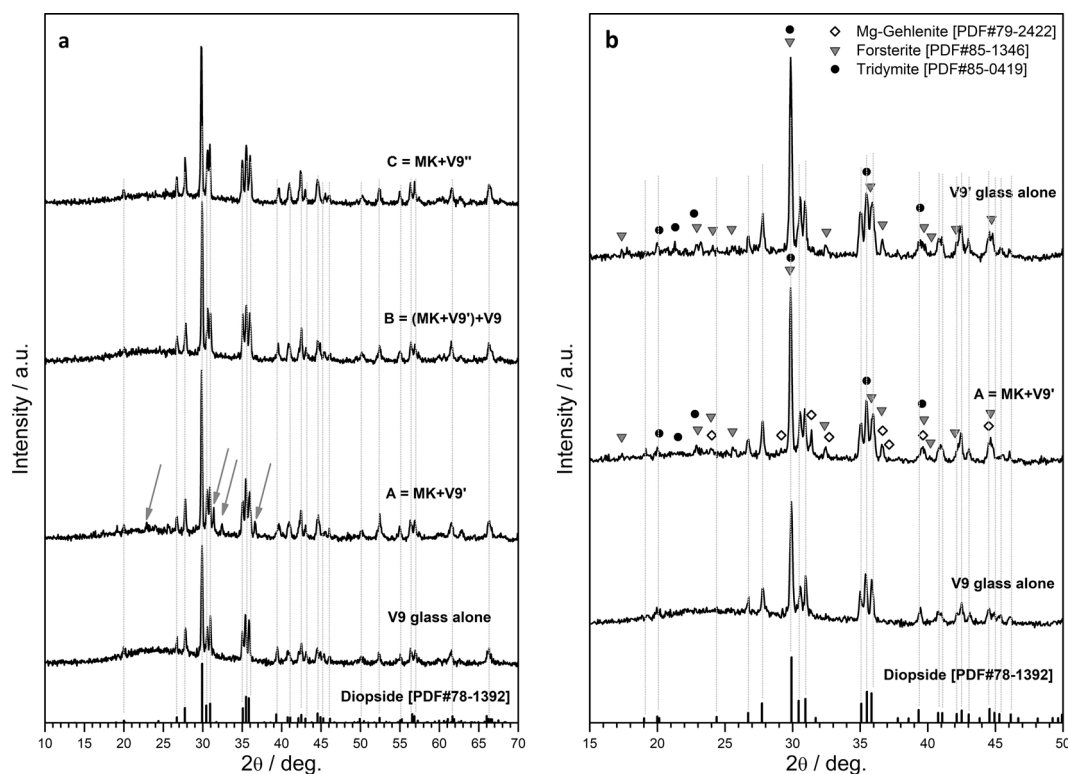 a
C = MK+V9''
B = (MK+V9')+V9
A = MK+V9'
V9 glass alone
Diopside [PDF#78-1392]
Intensity / a.u.
10 15 20 25 30 35 40 45 50 55 60 65 70
2θ / deg.
b
Mg-Gehlenite [PDF#79-2422]
Forsterite [PDF#85-1346]
Tridymite [PDF#85-0419]
V9' glass alone
A = MK+V9'
V9 glass alone
Diopside [PDF#78-1392]
Intensity / a.u.
15 20 25 30 35 40 45 50
2θ / deg.